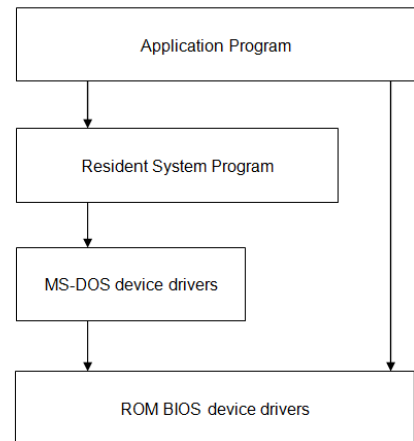 Application Program
Resident System Program
MS-DOS device drivers
ROM BIOS device drivers